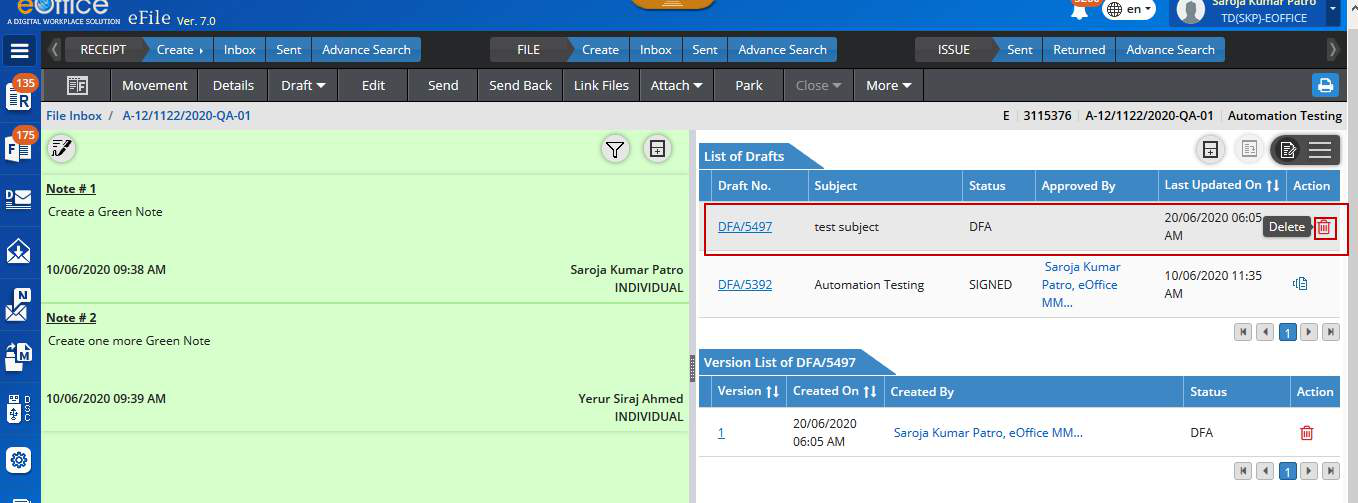 eOffice
A DIGITAL WORKPLACE SOLUTION
eFile Ver. 7.0
en
Saroja Kumar Patro
TD(SKP)-EOFFICE
RECEIPT Create Inbox Sent Advance Search
FILE Create Inbox Sent Advance Search
ISSUE Sent Returned Advance Search
Movement Details Draft Edit Send Send Back Link Files Attach Park Close More
135
R
175
F
D
N
M
DSC
File Inbox / A-12/1122/2020-QA-01
E 3115376 A-12/1122/2020-QA-01 Automation Testing
Note # 1
Create a Green Note
10/06/2020 09:38 AM Saroja Kumar Patro
INDIVIDUAL
Note # 2
Create one more Green Note
10/06/2020 09:39 AM Yerur Siraj Ahmed
INDIVIDUAL
List of Drafts
Draft No. Subject Status Approved By Last Updated On Action
DFA/5497 test subject DFA 20/06/2020 06:05
AM
Delete
DFA/5392 Automation Testing SIGNED Saroja Kumar
Patro, eOffice
MM...
10/06/2020 11:35
AM
1
Version List of DFA/5497
Version Created On Created By Status Action
1 20/06/2020
06:05 AM
Saroja Kumar Patro, eOffice MM... DFA
1